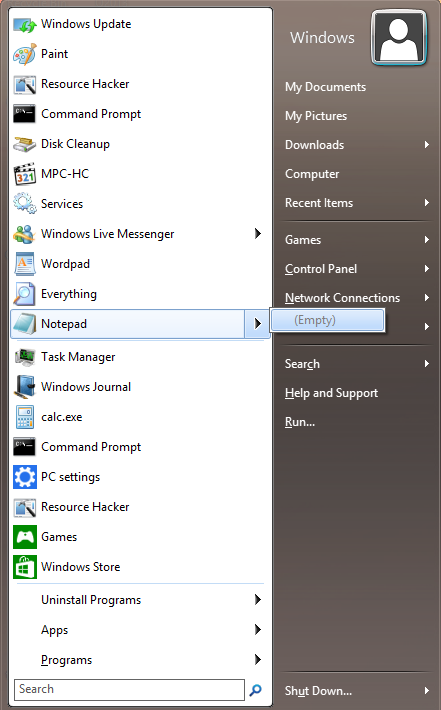 Windows Update
Paint
Resource Hacker
Command Prompt
Disk Cleanup
MPC-HC
321
Services
Windows Live Messenger
Wordpad
Everything
Notepad
Task Manager
Windows Journal
calc.exe
Command Prompt
PC settings
Resource Hacker
Games
Windows Store
Uninstall Programs
Apps
Programs
Search
Windows
My Documents
My Pictures
Downloads
Computer
Recent Items
Games
Control Panel
Network Connections
(Empty)
Search
Help and Support
Run...
Shut Down...